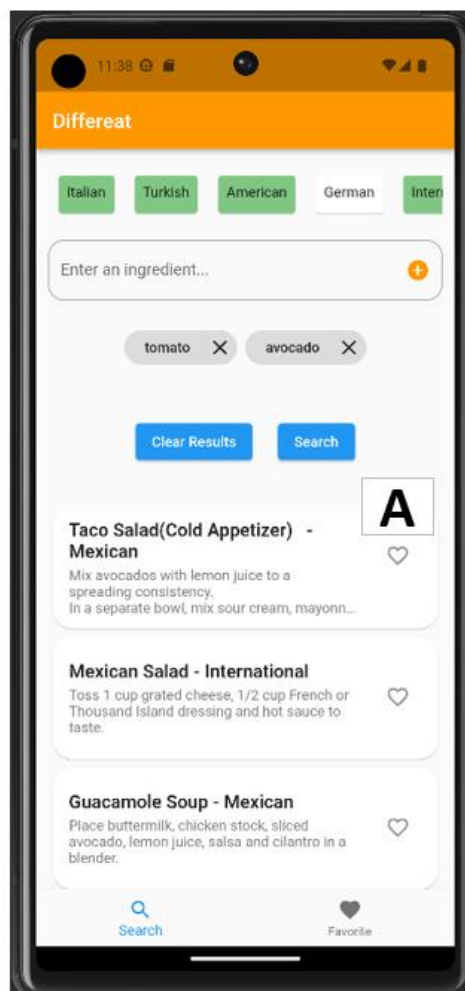 11:38
Differeat
Italian Turkish American German Intern
Enter an ingredient...
tomato avocado
Clear Results Search
A
Taco Salad(Cold Appetizer) -
Mexican
Mix avocados with lemon juice to a
spreading consistency.
In a separate bowl, mix sour cream, mayonn...
Mexican Salad - International
Toss 1 cup grated cheese, 1/2 cup French or
Thousand Island dressing and hot sauce to
taste.
Guacamole Soup - Mexican
Place buttermilk, chicken stock, sliced
avocado, lemon juice, salsa and cilantro in a
blender.
Search Favorite